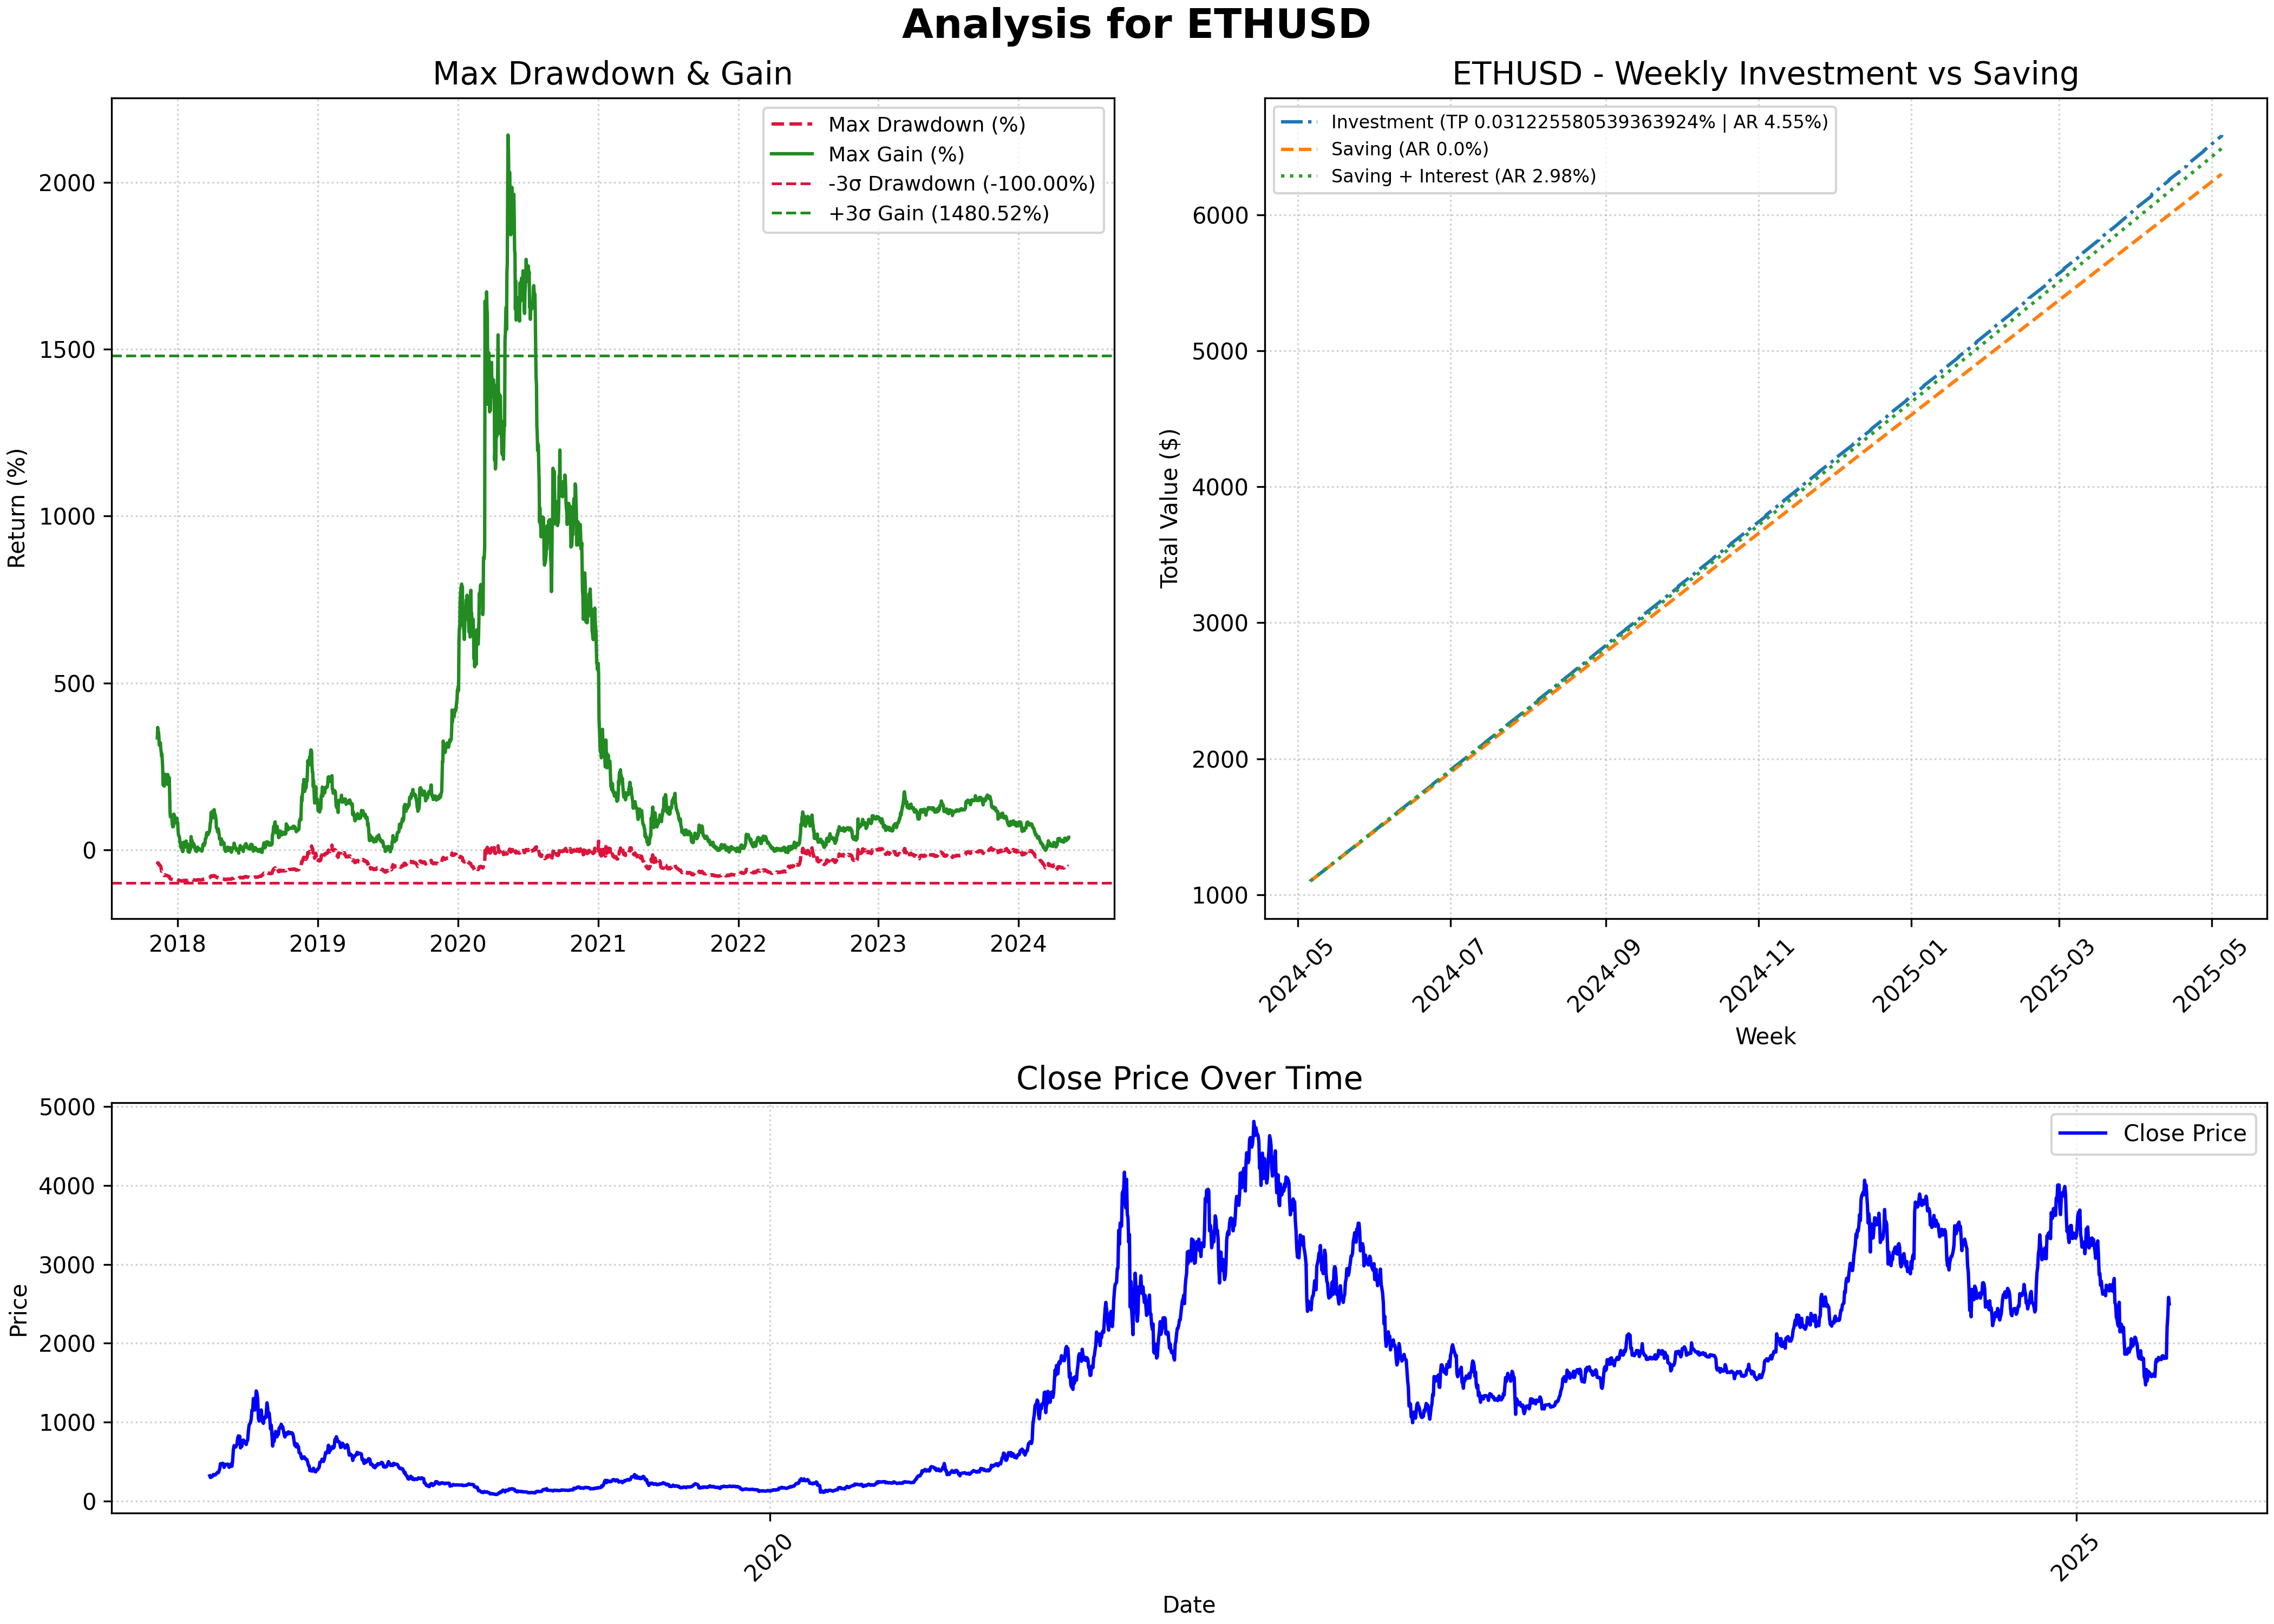 Analysis for ETHUSD
Max Drawdown & Gain
Max Drawdown (%)
Max Gain (%)
-3σ Drawdown (-100.00%)
+3σ Gain (1480.52%)
Return (%)
2000
1500
1000
500
0
2018
2019
2020
2021
2022
2023
2024
ETHUSD - Weekly Investment vs Saving
Investment (TP 0.031225580539363924% | AR 4.55%)
Saving (AR 0.0%)
Saving + Interest (AR 2.98%)
Total Value ($)
6000
5000
4000
3000
2000
1000
2024-05
2024-07
2024-09
2024-11
2025-01
2025-03
2025-05
Week
Close Price Over Time
Close Price
Price
5000
4000
3000
2000
1000
0
2020
2025
Date